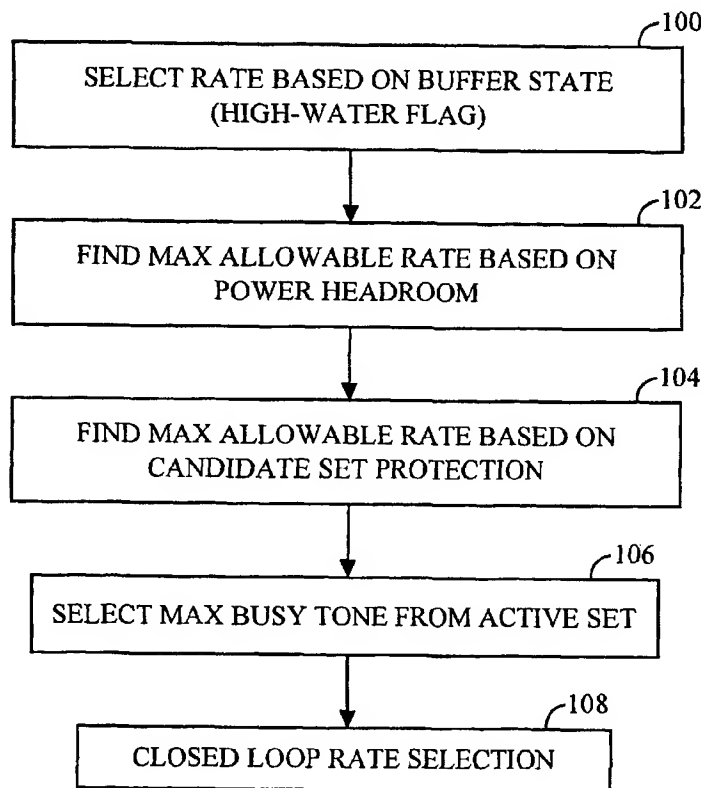 100
SELECT RATE BASED ON BUFFER STATE
(HIGH-WATER FLAG)
102
FIND MAX ALLOWABLE RATE BASED ON
POWER HEADROOM
104
FIND MAX ALLOWABLE RATE BASED ON
CANDIDATE SET PROTECTION
106
SELECT MAX BUSY TONE FROM ACTIVE SET
108
CLOSED LOOP RATE SELECTION